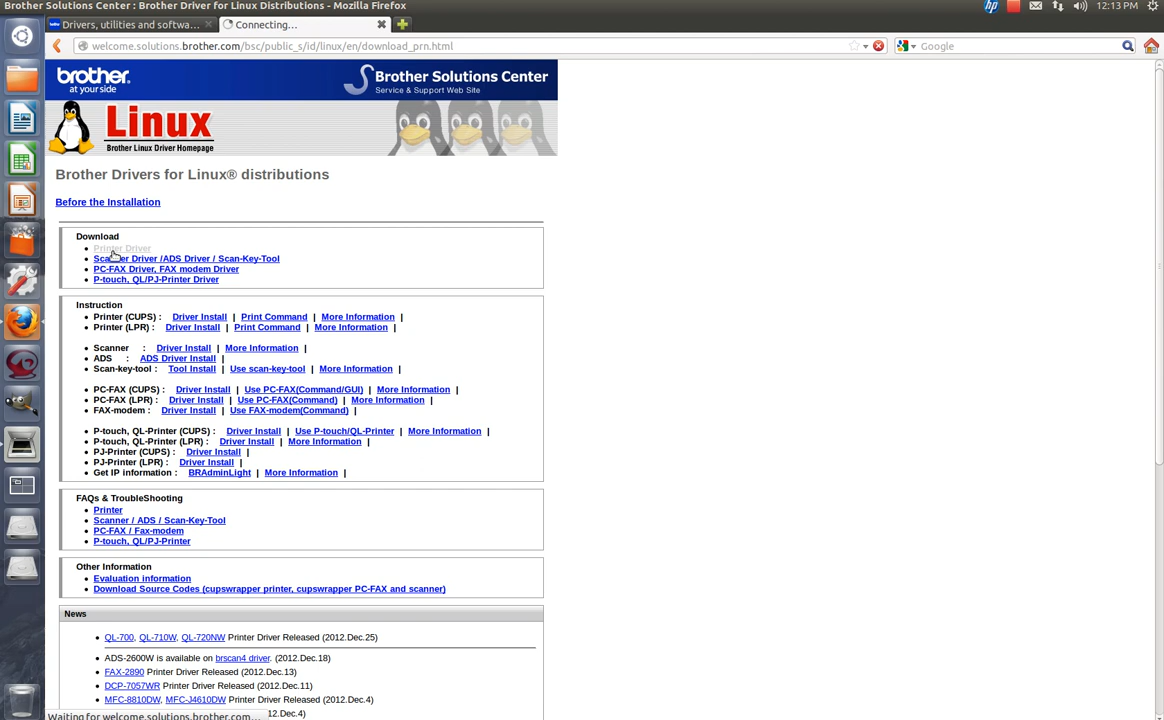 Brother Solutions Center : Brother Driver for Linux Distributions - Mozilla Firefox
hp
12:13 PM
brother Drivers, utilities and softwa...
Connecting...
welcome.solutions.brother.com/bsc/public_s/id/linux/en/download_prn.html
Google
brother
at your side
Brother Solutions Center
Service & Support Web Site
Linux
Brother Linux Driver Homepage
Brother Drivers for Linux® distributions
Before the Installation
Download
Printer Driver
Scanner Driver /ADS Driver / Scan-Key-Tool
PC-FAX Driver, FAX modem Driver
P-touch, QL/PJ-Printer Driver
Instruction
Printer (CUPS) : Driver Install | Print Command | More Information |
Printer (LPR) : Driver Install | Print Command | More Information |
Scanner : Driver Install | More Information |
ADS : ADS Driver Install |
Scan-key-tool : Tool Install | Use scan-key-tool | More Information |
PC-FAX (CUPS) : Driver Install | Use PC-FAX(Command/GUI) | More Information |
PC-FAX (LPR) : Driver Install | Use PC-FAX(Command) | More Information |
FAX-modem : Driver Install | Use FAX-modem(Command) |
P-touch, QL-Printer (CUPS) : Driver Install | Use P-touch/QL-Printer | More Information |
P-touch, QL-Printer (LPR) : Driver Install | More Information |
PJ-Printer (CUPS) : Driver Install |
PJ-Printer (LPR) : Driver Install |
Get IP information : BRAdminLight | More Information |
FAQs & TroubleShooting
Printer
Scanner / ADS / Scan-Key-Tool
PC-FAX / Fax-modem
P-touch, QL/PJ-Printer
Other Information
Evaluation information
Download Source Codes (cupswrapper printer, cupswrapper PC-FAX and scanner)
News
QL-700, QL-710W, QL-720NW Printer Driver Released (2012.Dec.25)
ADS-2600W is available on brscan4 driver. (2012.Dec.18)
FAX-2890 Printer Driver Released (2012.Dec.13)
DCP-7057WR Printer Driver Released (2012.Dec.11)
MFC-8810DW, MFC-J4610DW Printer Driver Released (2012.Dec.4)
12.Dec.4)
Waiting for welcome.solutions.brother.com...